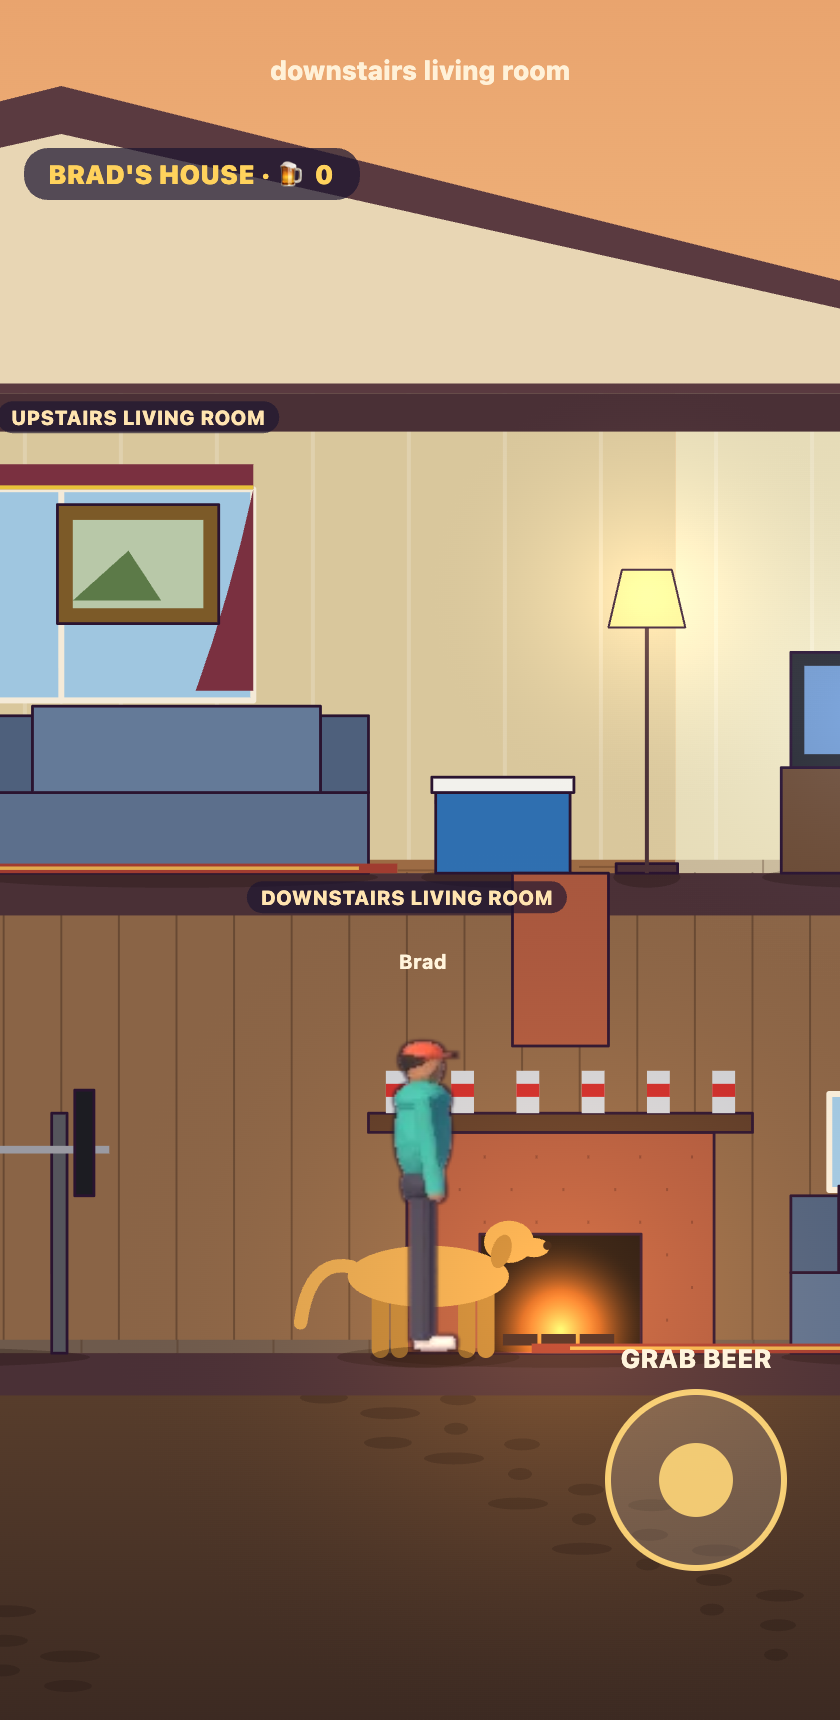 downstairs living room
BRAD'S HOUSE · 🍺 0
UPSTAIRS LIVING ROOM
DOWNSTAIRS LIVING ROOM
Brad
GRAB BEER